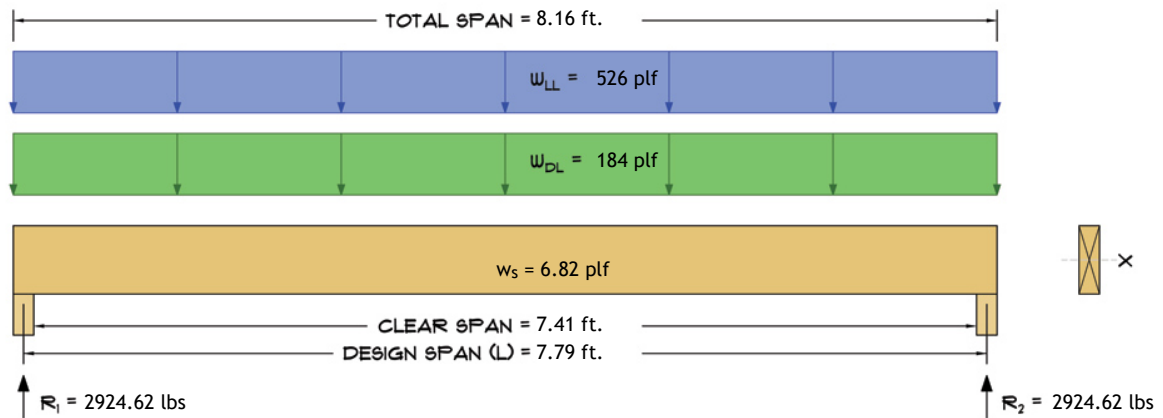 TOTAL SPAN = 8.16 ft.
WLL = 526 plf
WDL = 184 plf
ws = 6.82 plf
X
CLEAR SPAN = 7.41 ft.
DESIGN SPAN (L) = 7.79 ft.
R1 = 2924.62 lbs
R2 = 2924.62 lbs